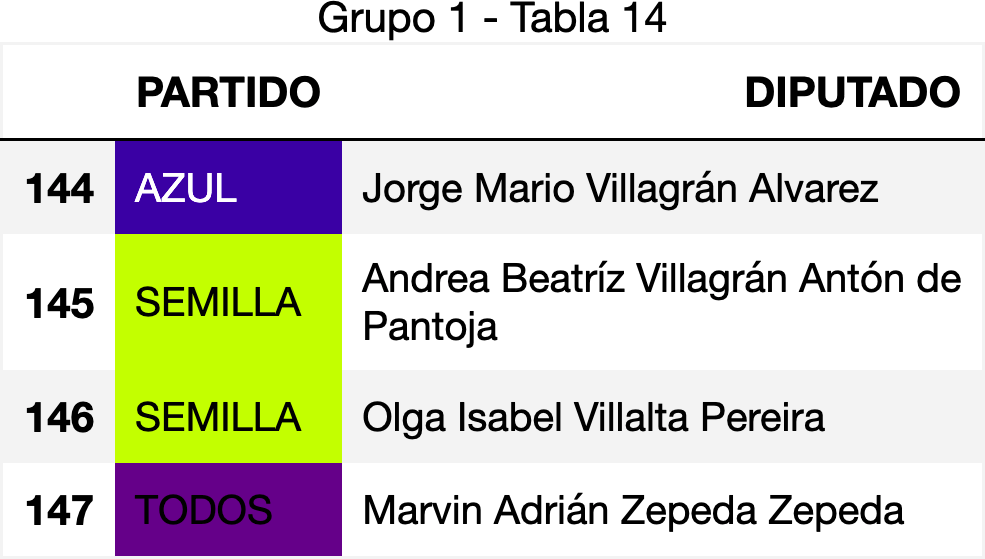 Grupo 1 - Tabla 14
PARTIDO DIPUTADO
144 AZUL Jorge Mario Villagrán Alvarez
145 SEMILLA Andrea Beatríz Villagrán Antón de
Pantoja
146 SEMILLA Olga Isabel Villalta Pereira
147 TODOS Marvin Adrián Zepeda Zepeda